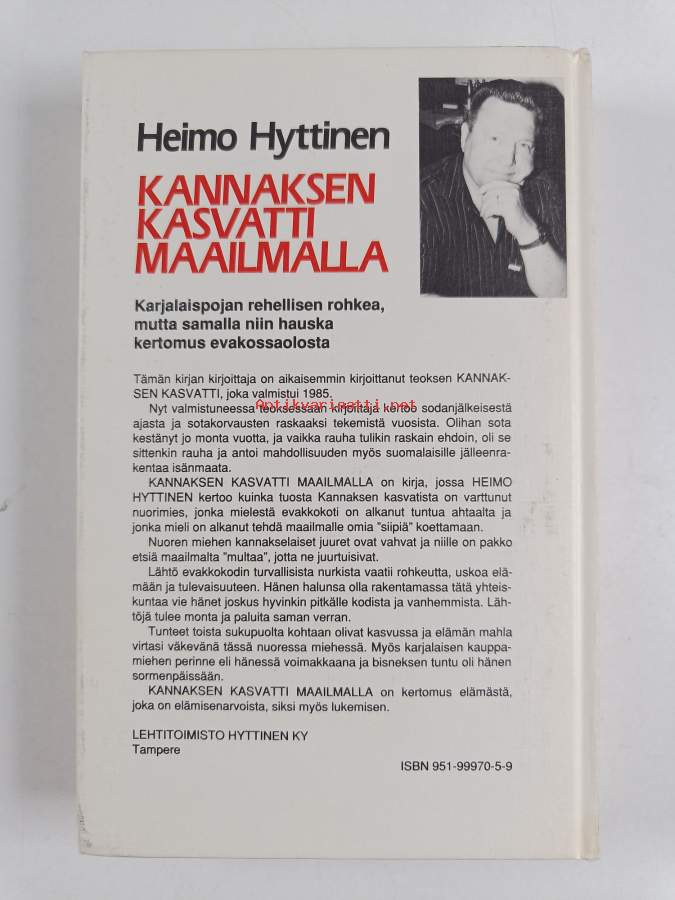 Heimo Hyttinen
KANNAKSEN
KASVATTI
MAAILMALLA
Karjalaispojan rehellisen rohkea,
mutta samalla niin hauska
kertomus evakossaolosta
Tämän kirjan kirjoittaja on aikaisemmin kirjoittanut teoksen KANNAK-
SEN KASVATTI, joka valmistui 1985.
Antikvariaatti.net
Nyt valmistuneessa teoksessaan kirjoittaja kertoo sodanjälkeisestä
ajasta ja sotakorvausten raskaaksi tekemistä vuosista. Olihan sota
kestänyt jo monta vuotta, ja vaikka rauha tulikin raskain ehdoin, oli se
sittenkin rauha ja antoi mahdollisuuden myös suomalaisille jälleenra-
kentaa isänmaata.
KANNAKSEN KASVATTI MAAILMALLA on kirja, jossa HEIMO
HYTTINEN kertoo kuinka tuosta Kannaksen kasvatista on varttunut
nuorimies, jonka mielestä evakkokoti on alkanut tuntua ahtaalta ja
jonka mieli on alkanut tehdä maailmalle omia "siipiä" koettamaan.
Nuoren miehen kannakselaiset juuret ovat vahvat ja niille on pakko
etsiä maailmalta "multaa", jotta ne juurtuisivat.
Lähtö evakkokodin turvallisista nurkista vaatii rohkeutta, uskoa elä-
mään ja tulevaisuuteen. Hänen halunsa olla rakentamassa tätä yhteis-
kuntaa vie hänet joskus hyvinkin pitkälle kodista ja vanhemmista. Läh-
töjä tulee monta ja paluita saman verran.
Tunteet toista sukupuolta kohtaan olivat kasvussa ja elämän mahla
virtasi väkevänä tässä nuoressa miehessä. Myös karjalaisen kauppa-
miehen perinne eli hänessä voimakkaana ja bisneksen tuntu oli hänen
sormenpäissään.
KANNAKSEN KASVATTI MAAILMALLA on kertomus elämästä,
joka on elämisenarvoista, siksi myös lukemisen.
LEHTITOIMISTO HYTTINEN KY
Tampere
ISBN 951-99970-5-9